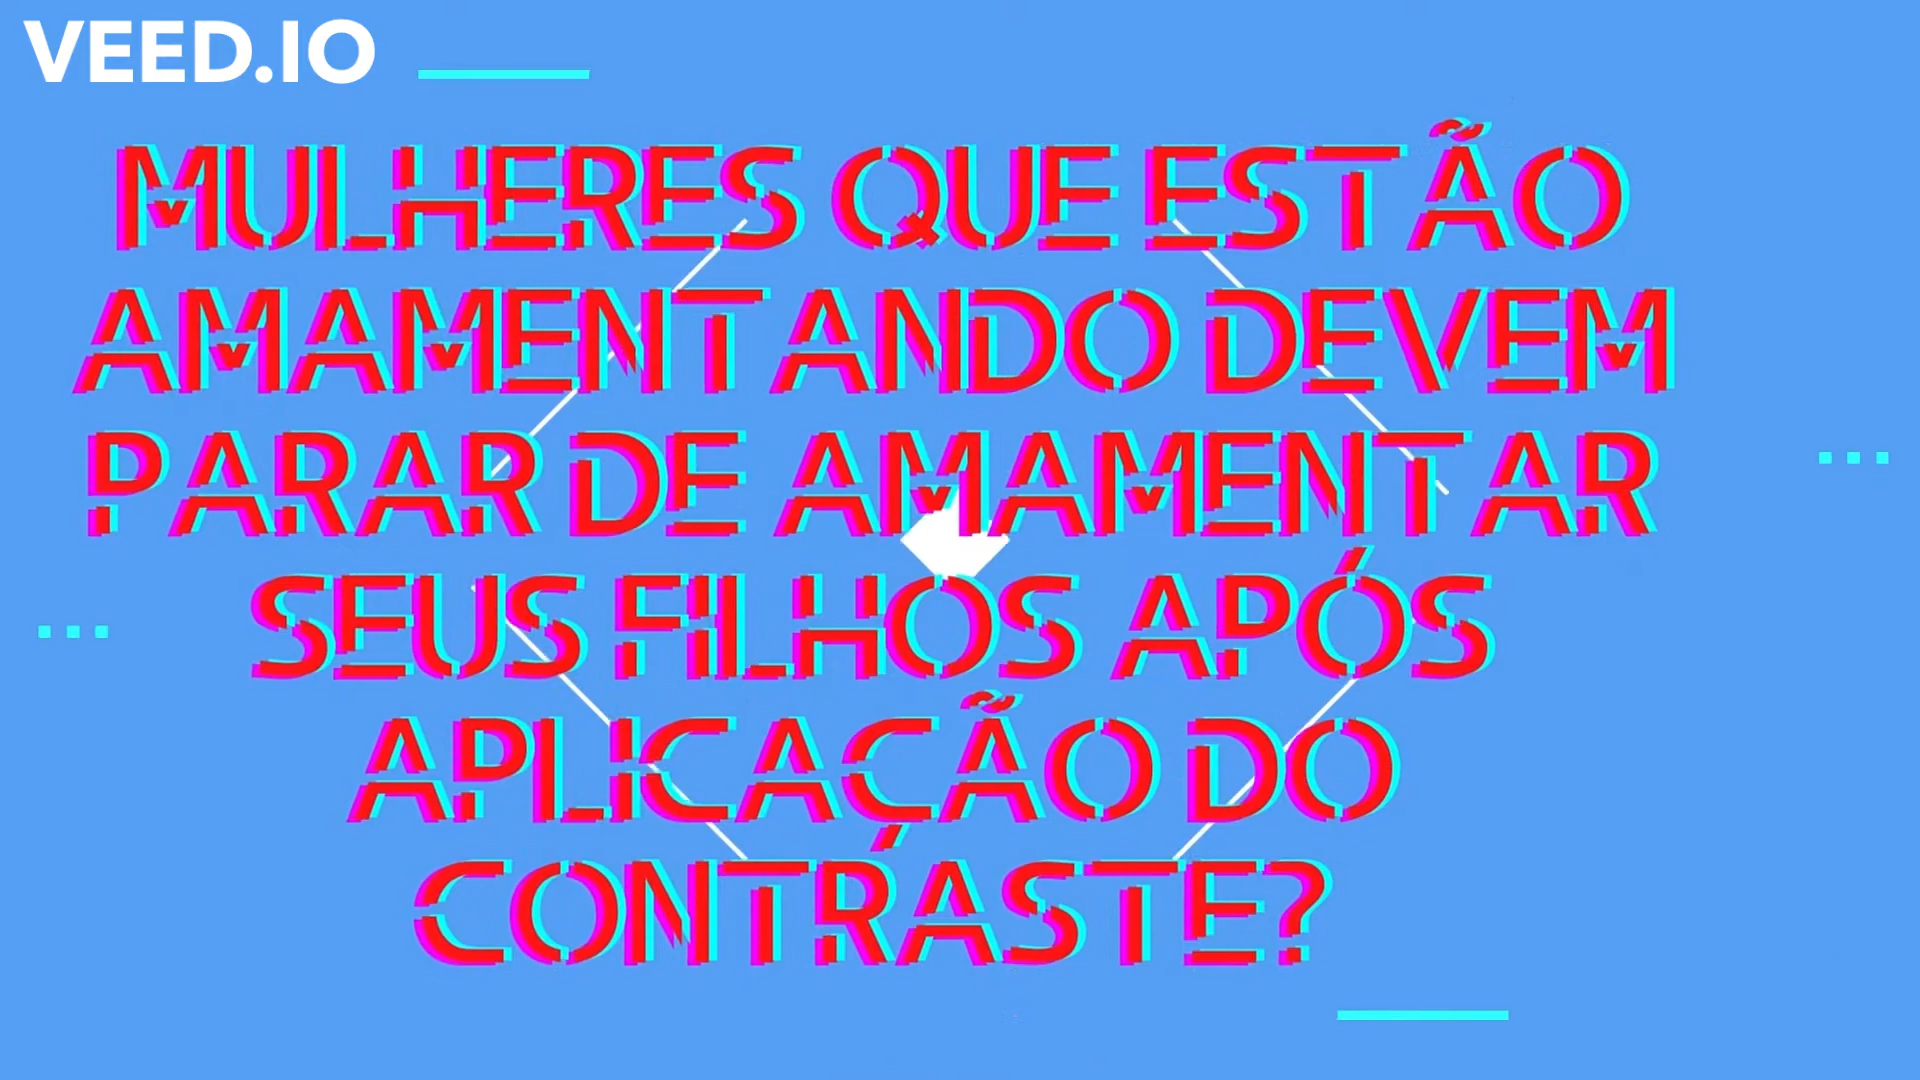 VEED.IO
MULHERES QUE ESTÃO
AMAMENTANDO DEVEM
PARAR DE AMAMENTAR
SEUS FILHOS APÓS
APLICAÇÃO DO
CONTRASTE?